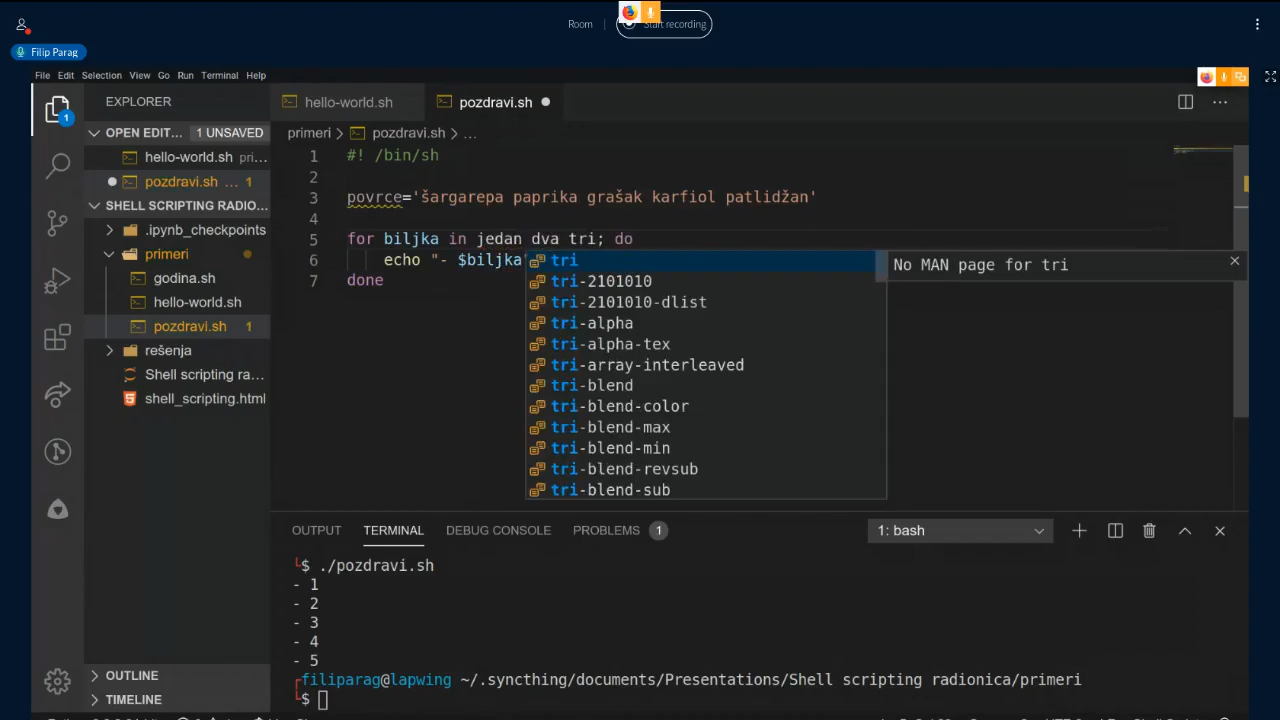 Room
Start recording
Filip Parag
File Edit Selection View Go Run Terminal Help
EXPLORER
OPEN EDIT... 1 UNSAVED
hello-world.sh pri...
pozdravi.sh ... 1
SHELL SCRIPTING RADIO...
.ipynb_checkpoints
primeri
godina.sh
hello-world.sh
pozdravi.sh 1
rešenja
Shell scripting ra...
shell_scripting.html
OUTLINE
TIMELINE
1
hello-world.sh
pozdravi.sh
primeri > pozdravi.sh > ...
1 #! /bin/sh
2
3 povrce='šargarepa paprika grašak karfiol patlidžan'
4
5 for biljka in jedan dva tri; do
6 echo "- $biljka"
7 done
tri
tri-2101010
tri-2101010-dlist
tri-alpha
tri-alpha-tex
tri-array-interleaved
tri-blend
tri-blend-color
tri-blend-max
tri-blend-min
tri-blend-revsub
tri-blend-sub
No MAN page for tri
OUTPUT TERMINAL DEBUG CONSOLE PROBLEMS 1
1: bash
└$ ./pozdravi.sh
- 1
- 2
- 3
- 4
- 5
┌filiparag@lapwing ~/.syncthing/documents/Presentations/Shell scripting radionica/primeri
└$